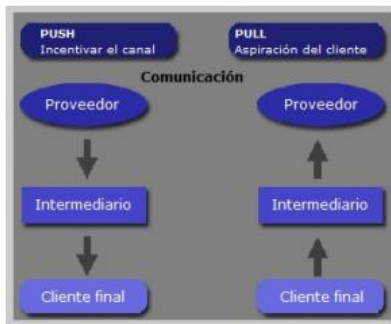 PUSH
Incentivar el canal
PULL
Aspiración del cliente
Comunicación
Proveedor
Proveedor
Intermediario
Intermediario
Cliente final
Cliente final